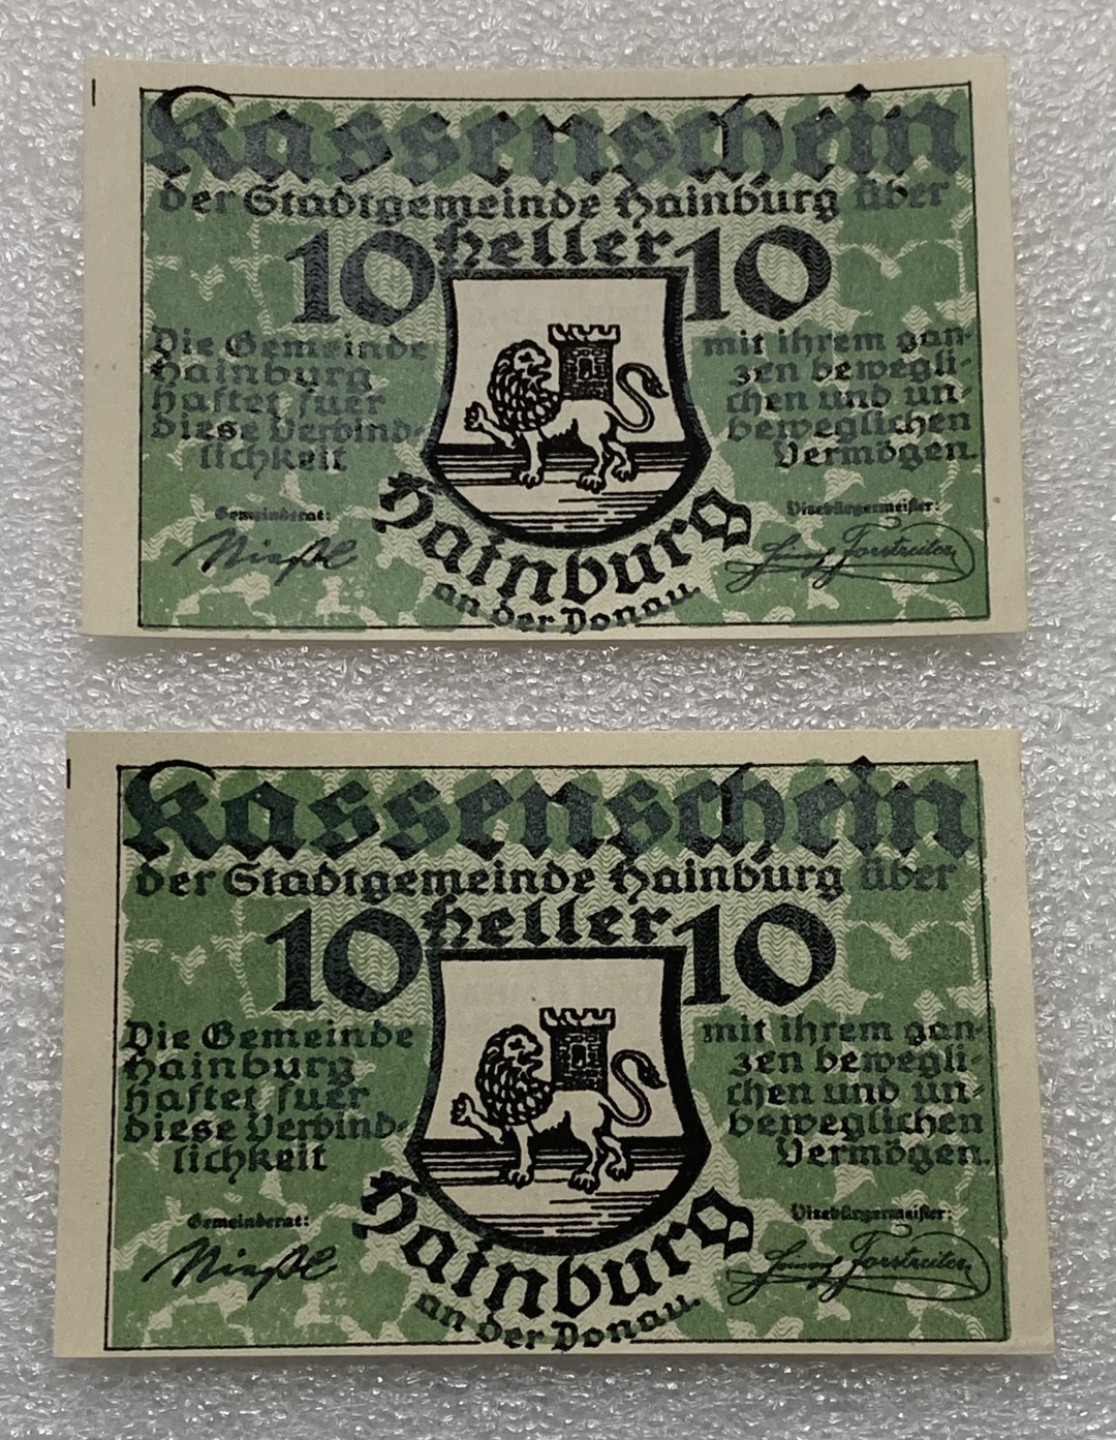 Kassenschein
der Stadtgemeinde Hainburg über
10 Heller 10
Die Gemeinde
Hainburg
haftet fuer
diese Verbind-
lichkeit
mit ihrem gan-
zen bewegli-
chen und un-
beweglichen
Vermögen.
Gemeinderat:
Vizebürgermeister:
Forstreiter
Hainburg
an der Donau.
Kassenschein
der Stadtgemeinde Hainburg über
10 Heller 10
Die Gemeinde
Hainburg
haftet fuer
diese Verbind-
lichkeit
mit ihrem gan-
zen bewegli-
chen und un-
beweglichen
Vermögen.
Gemeinderat:
Vizebürgermeister:
Forstreiter
Hainburg
an der Donau.